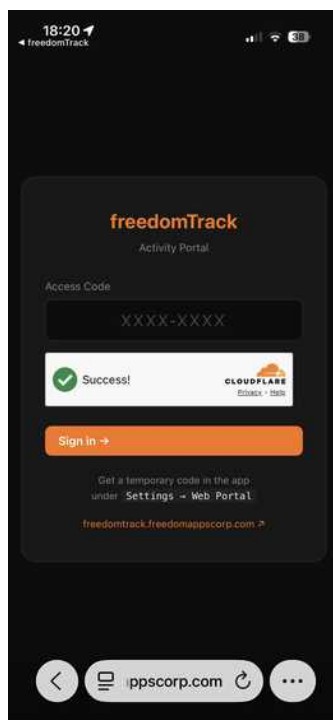 18:20
◀ freedomTrack
38
freedomTrack
Activity Portal
Access Code
XXXX-XXXX
Success!
CLOUDFLARE
Privacy • Help
Sign in →
Get a temporary code in the app
under Settings → Web Portal
freedomtrack.freedomappscorp.com ↗
ppscorp.com